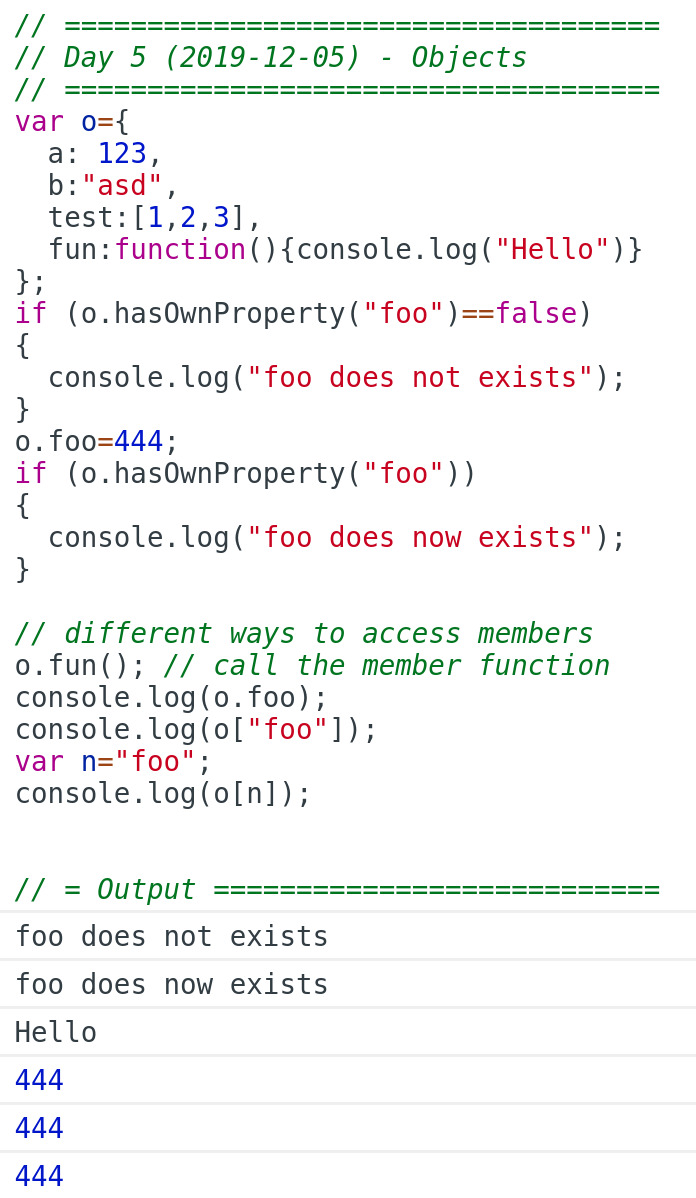 // ====================================
// Day 5 (2019-12-05) - Objects
// ====================================
var o={
  a: 123,
  b:"asd",
  test:[1,2,3],
  fun:function(){console.log("Hello")}
};
if (o.hasOwnProperty("foo")==false)
{
  console.log("foo does not exists");
}
o.foo=444;
if (o.hasOwnProperty("foo"))
{
  console.log("foo does now exists");
}

// different ways to access members
o.fun(); // call the member function
console.log(o.foo);
console.log(o["foo"]);
var n="foo";
console.log(o[n]);


// = Output ===========================
foo does not exists
foo does now exists
Hello
444
444
444